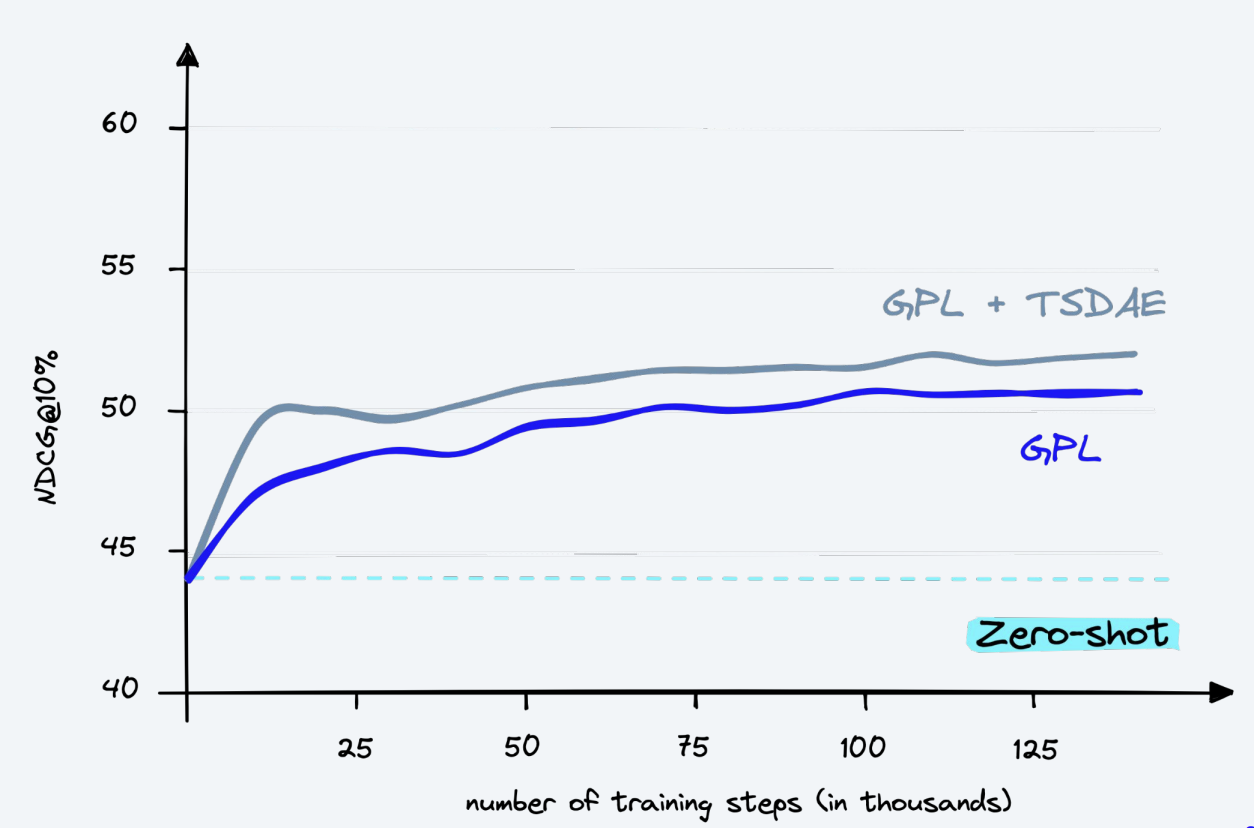 60
55
GPL + TSDAE
NDCG@10%
50
GPL
45
Zero-shot
40
25 50 75 100 125
number of training steps (in thousands)